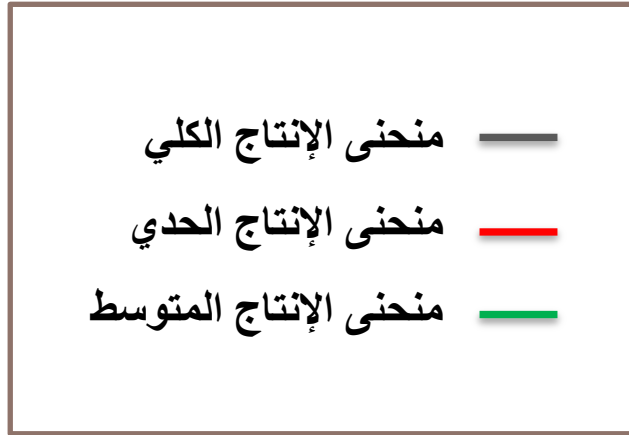 منحنى الإنتاج الكلي
منحنى الإنتاج الحدي
منحنى الإنتاج المتوسط